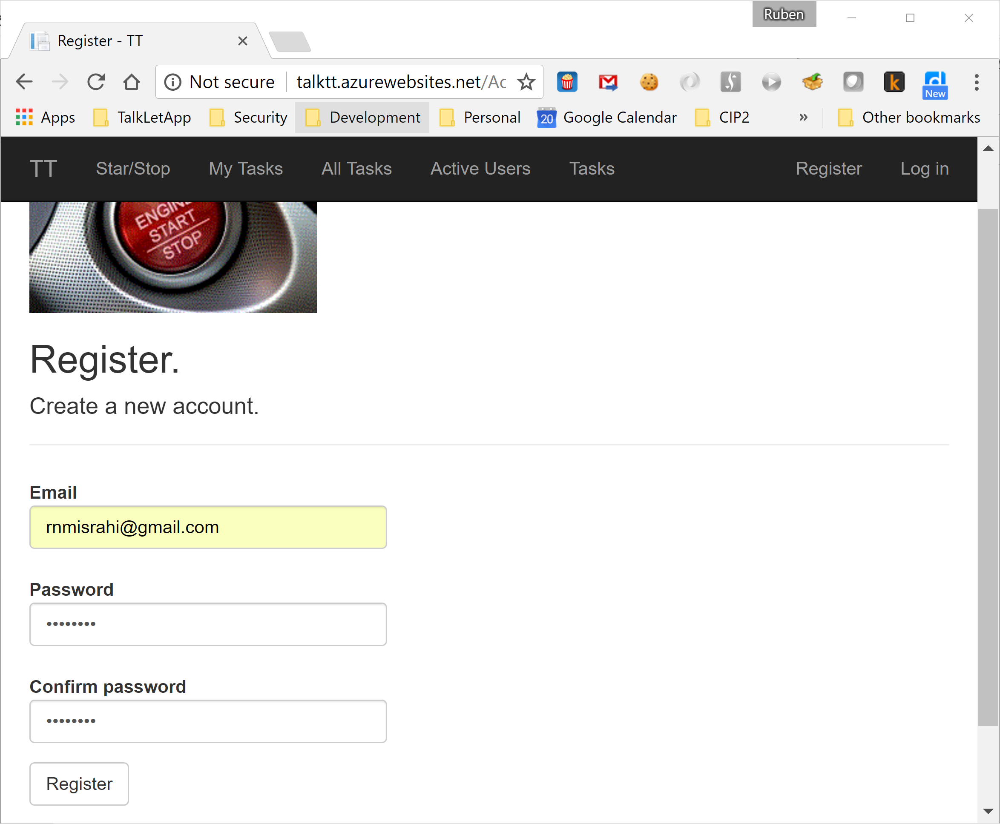 Ruben
Register - TT
Not secure talktt.azurewebsites.net/Ac
New
Apps TalkLetApp Security Development Personal 20 Google Calendar CIP2 » Other bookmarks
TT Star/Stop My Tasks All Tasks Active Users Tasks Register Log in
ENGINE
START
STOP
Register.
Create a new account.
Email
rnmisrahi@gmail.com
Password
••••••••
Confirm password
••••••••
Register